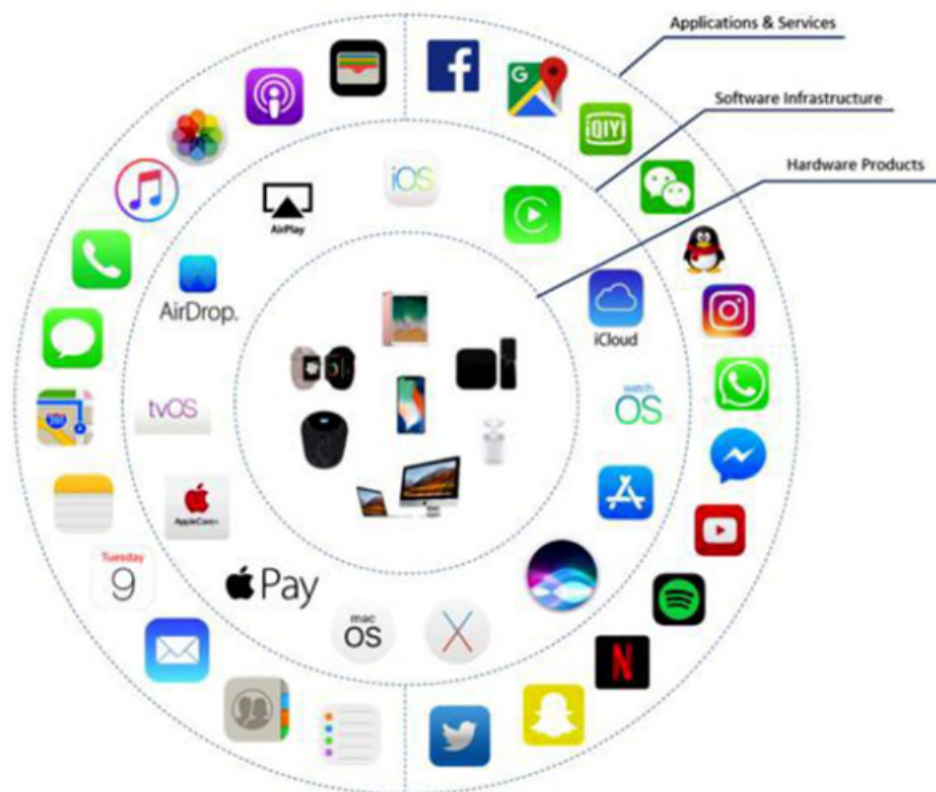 Applications & Services
Software Infrastructure
Hardware Products
G
iQIYI
iOS
AirPlay
AirDrop.
iCloud
tvOS
watch
OS
AppleCare+
Tuesday
9
Pay
mac
OS
N